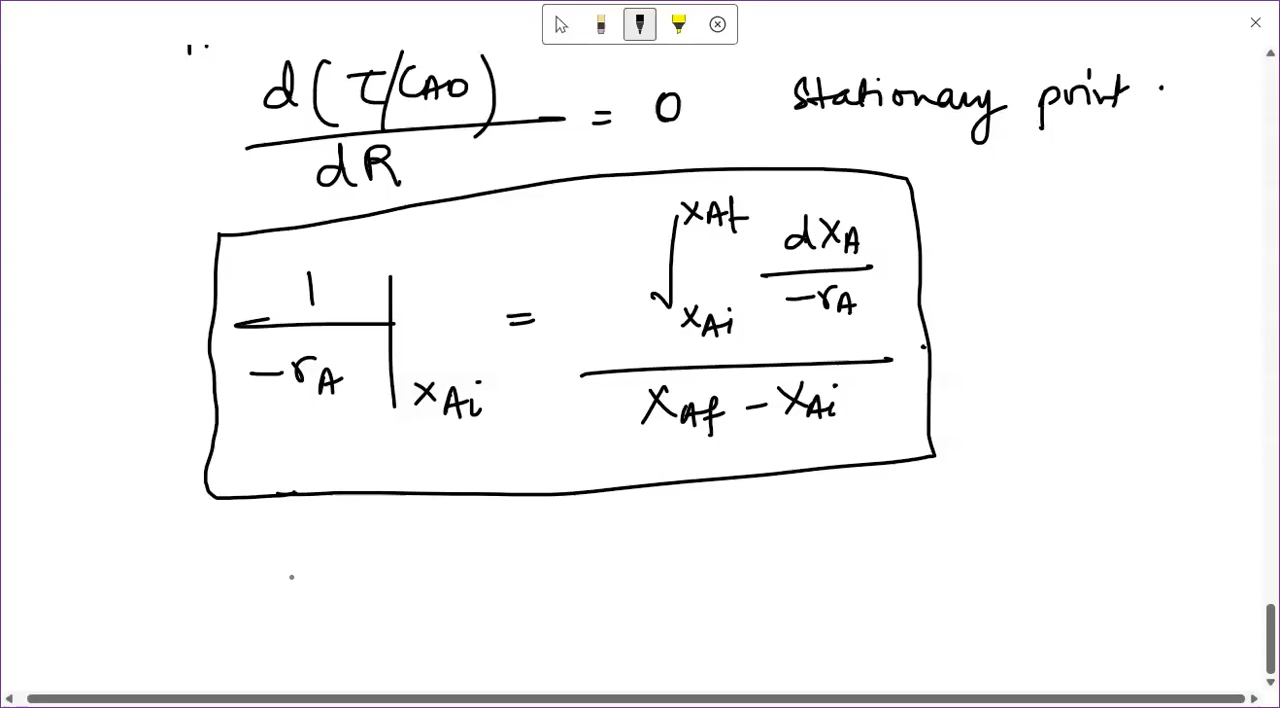 d(τ/CA0)/dR = 0 stationary point.
1/-rA | XAi = ∫XAi^XAf dXA/-rA / XAf - XAi